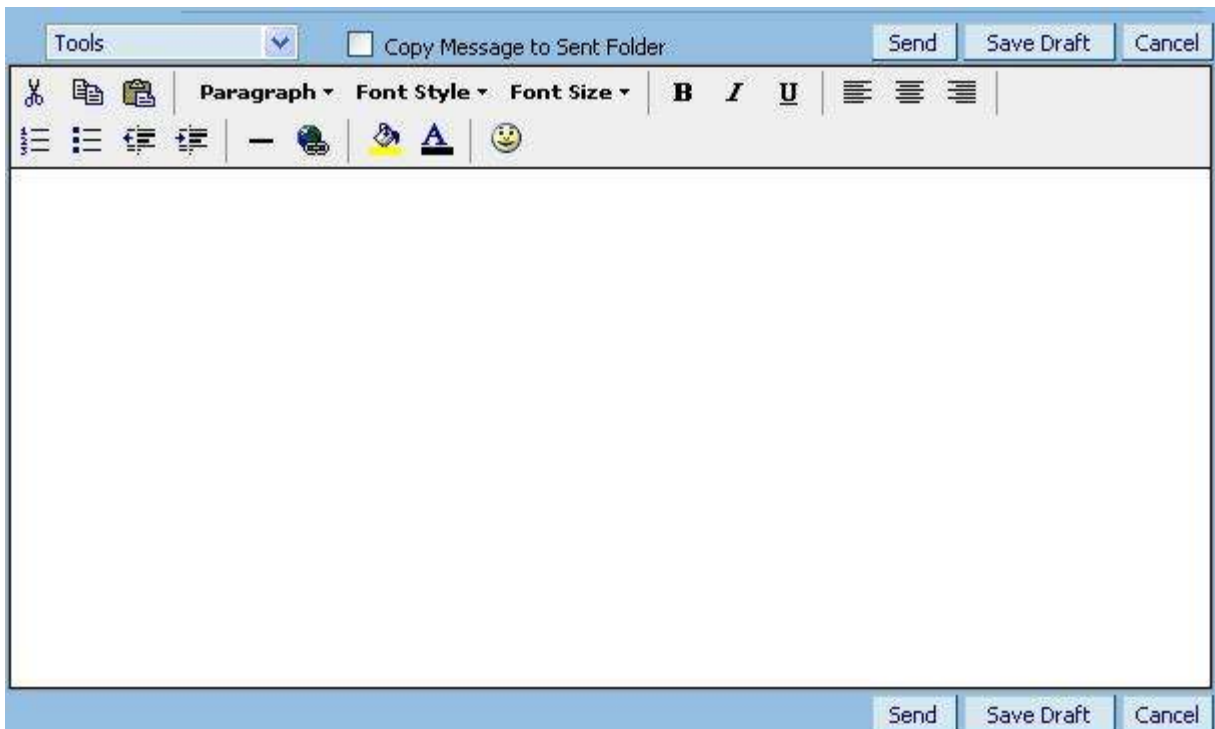 Tools Copy Message to Sent Folder Send Save Draft Cancel
Paragraph Font Style Font Size B I U
A
Send Save Draft Cancel